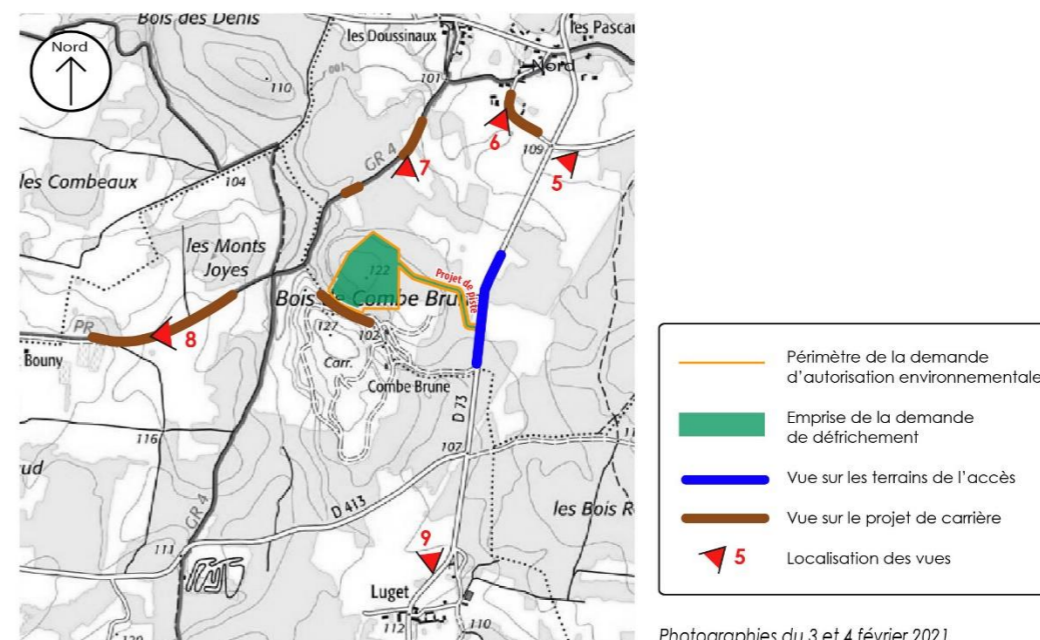 Bois des Denis
les Doussinaux
les Pascau
Nord
Nord
101
110
100
6
109
GR 4
7
5
les Combeaux
104
les Monts
Joyes
122
Projet de piste
Bois de Combe Brune
127
102
PR
8
Bouny
Carr.
Combe Brune
D 73
116
107
ud
GR 4
D 413
les Bois R
9
111
Luget
112
110
120
Périmètre de la demande
d'autorisation environnementale
Emprise de la demande
de défrichement
Vue sur les terrains de l'accès
Vue sur le projet de carrière
5 Localisation des vues
Photographies du 3 et 4 février 2021